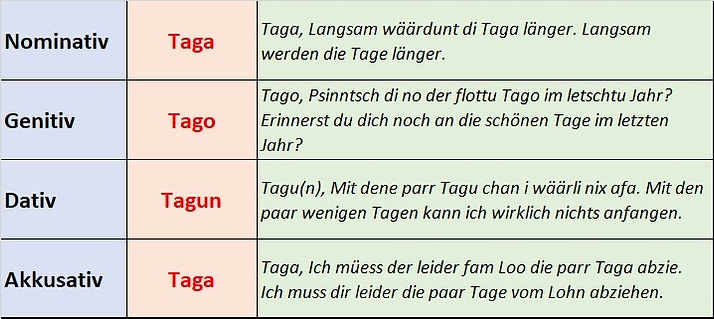 Nominativ
Taga
Taga, Langsam wäärdunt di Taga länger. Langsam
werden die Tage länger.
Genitiv
Tago
Tago, Psinntsch di no der flottu Tago im letschtu Jahr?
Erinnerst du dich noch an die schönen Tage im letzten
Jahr?
Dativ
Tagun
Tagu(n), Mit dene parr Tagu chan i wäärli nix afa. Mit den
paar wenigen Tagen kann ich wirklich nichts anfangen.
Akkusativ
Taga
Taga, Ich müess der leider fam Loo die parr Taga abzie.
Ich muss dir leider die paar Tage vom Lohn abziehen.